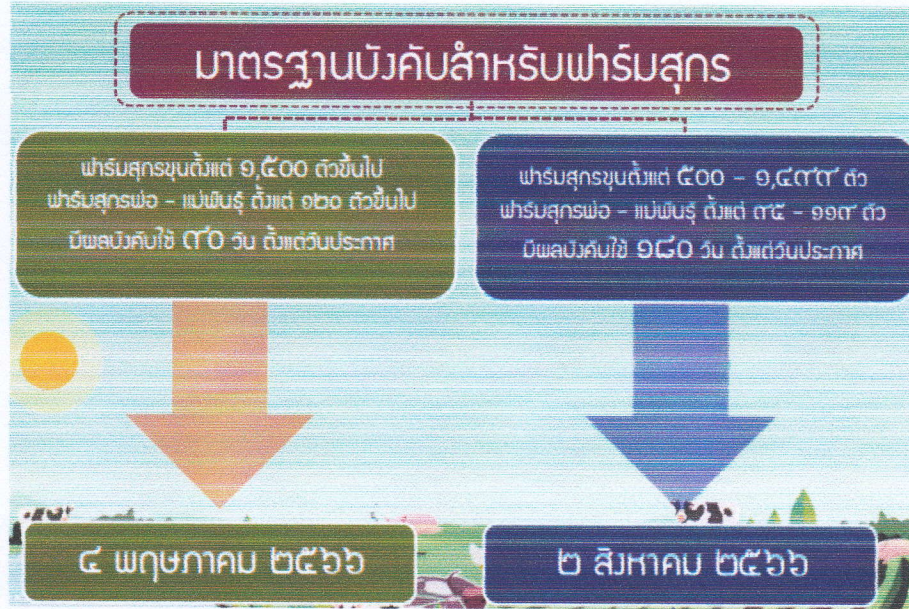 มาตรฐานบังคับสำหรับฟาร์มสุกร
ฟาร์มสุกรขุนตั้งแต่ ๑,๕๐๐ ตัวขึ้นไป
ฟาร์มสุกรพ่อ - แม่พันธุ์ ตั้งแต่ ๑๒๐ ตัวขึ้นไป
มีผลบังคับใช้ ๙๐ วัน ตั้งแต่วันประกาศ
ฟาร์มสุกรขุนตั้งแต่ ๕๐๐ - ๑,๔๙๙ ตัว
ฟาร์มสุกรพ่อ - แม่พันธุ์ ตั้งแต่ ๙๕ - ๑๑๙ ตัว
มีผลบังคับใช้ ๑๘๐ วัน ตั้งแต่วันประกาศ
๔ พฤษภาคม ๒๕๖๖
๒ สิงหาคม ๒๕๖๖